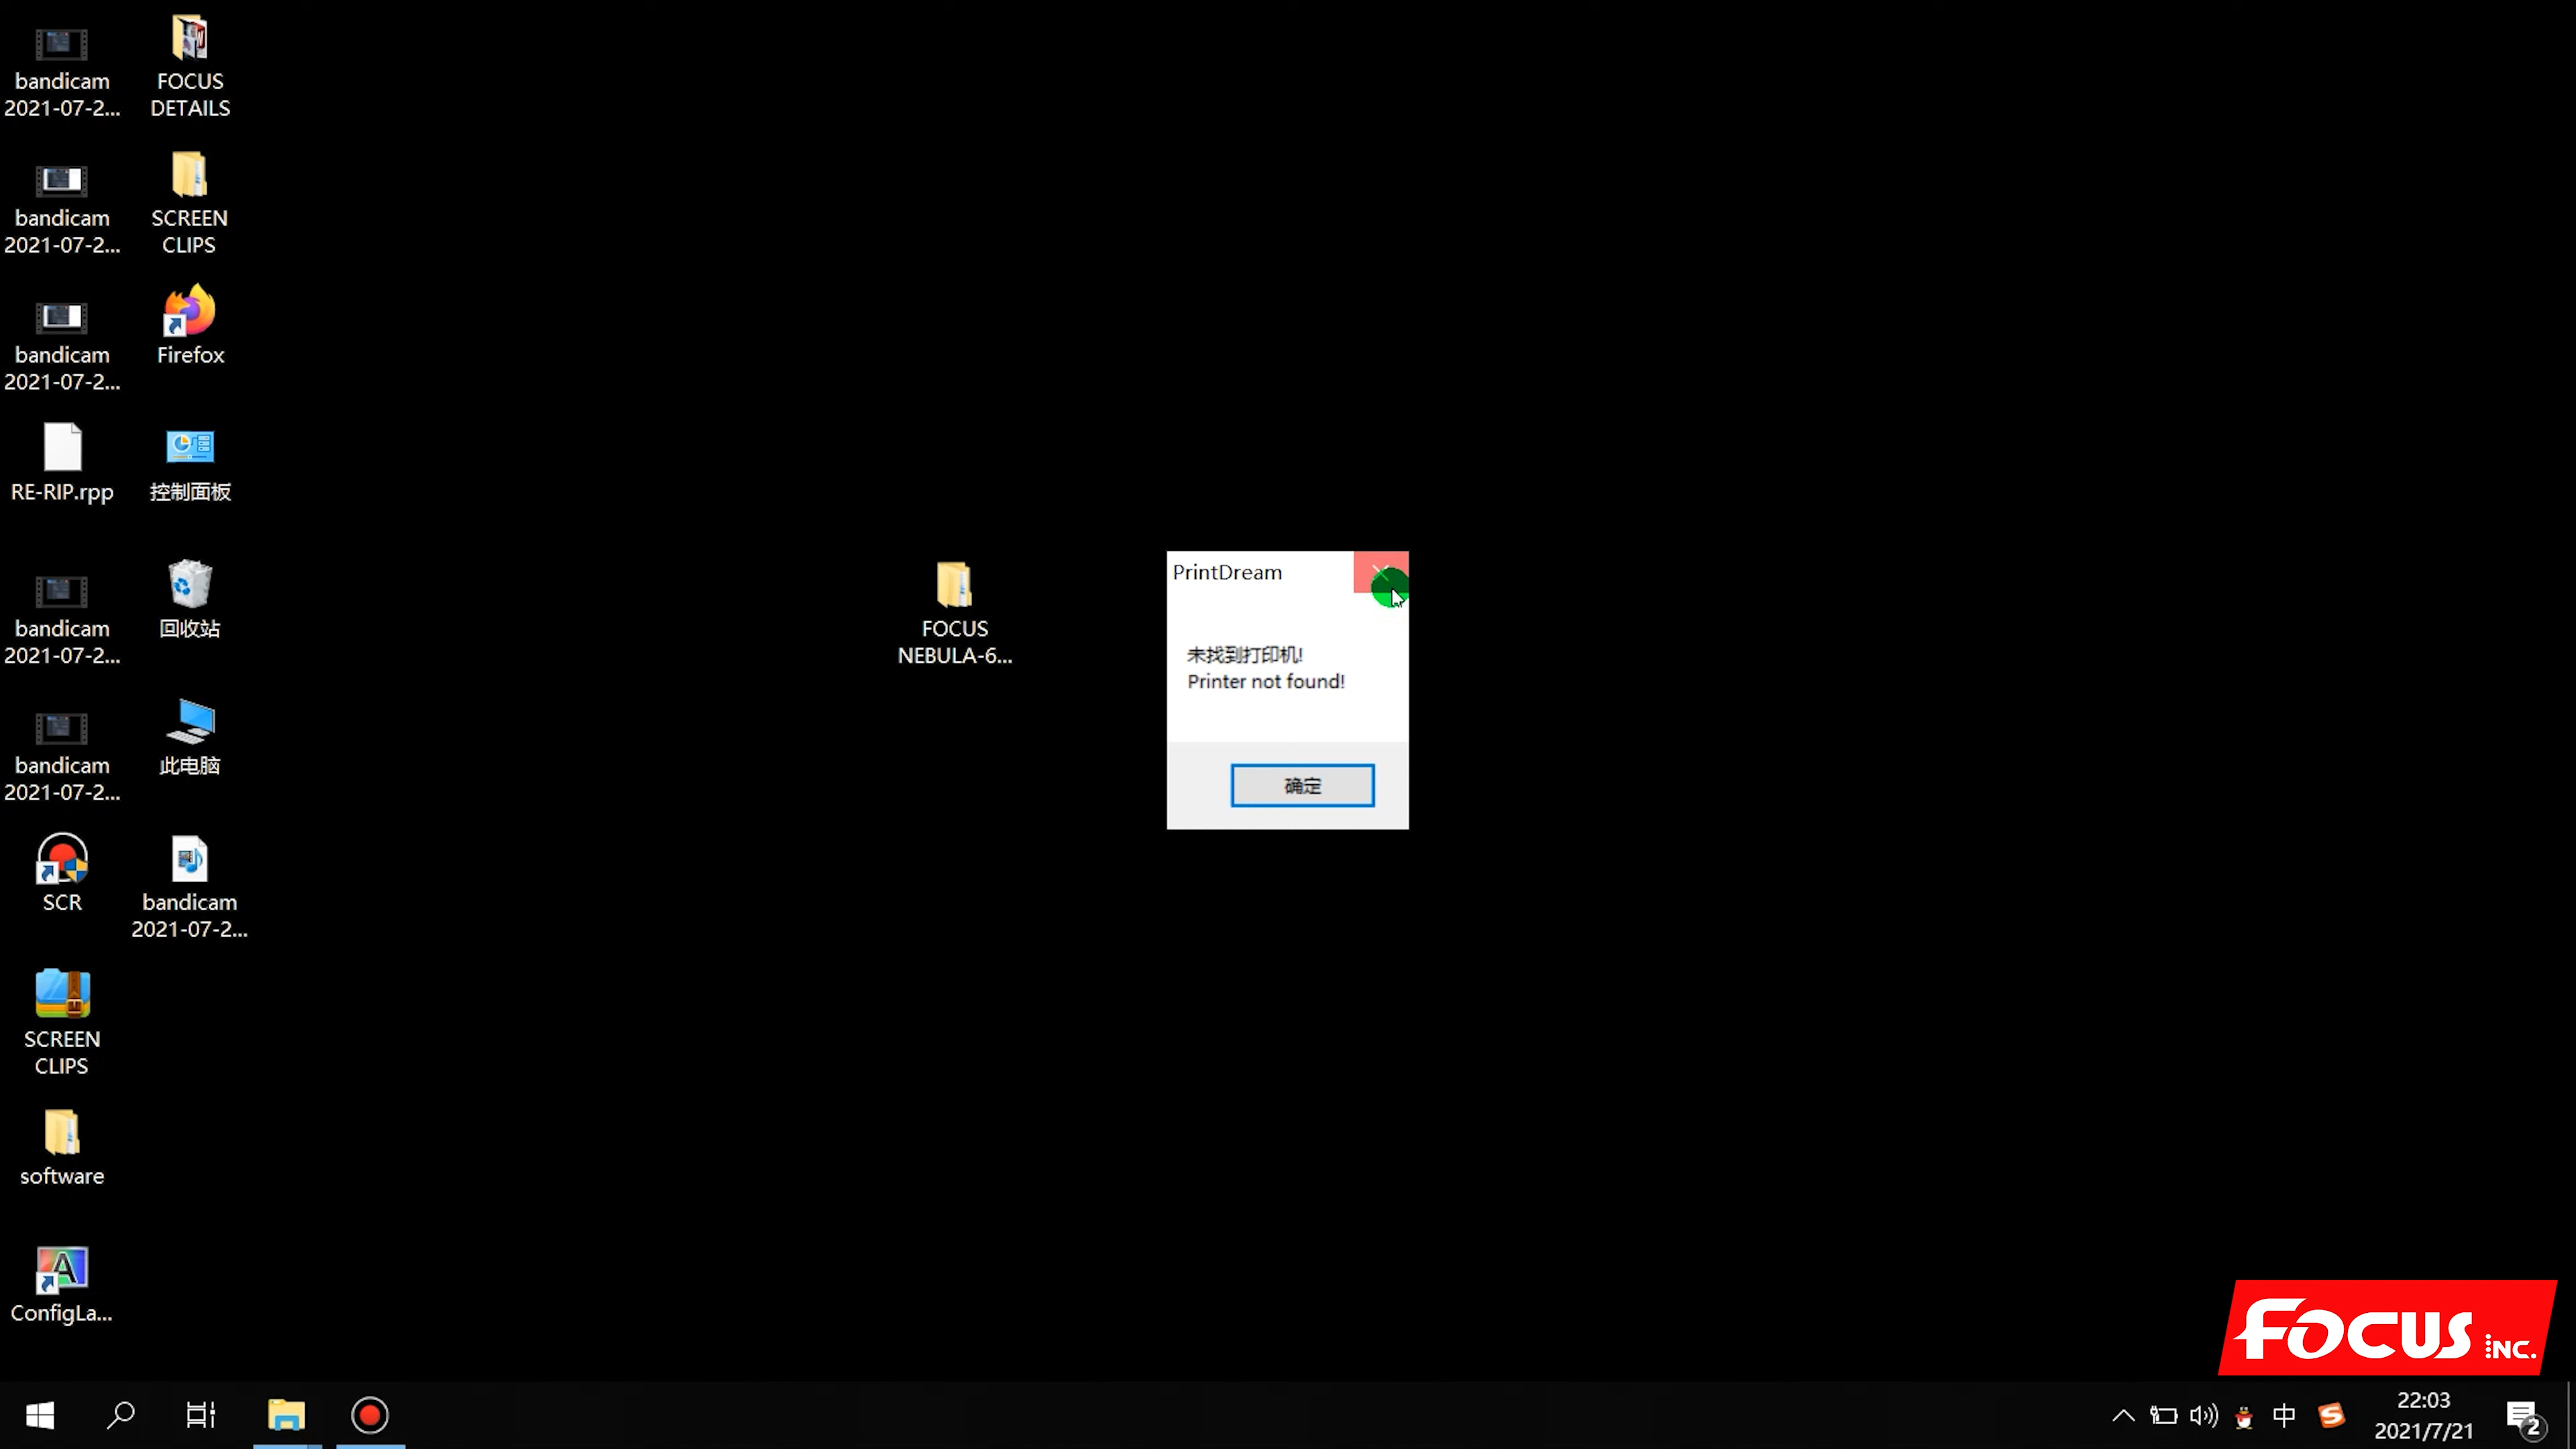 bandicam
2021-07-2...
FOCUS
DETAILS
bandicam
2021-07-2...
SCREEN
CLIPS
bandicam
2021-07-2...
Firefox
RE-RIP.rpp
控制面板
bandicam
2021-07-2...
回收站
FOCUS
NEBULA-6...
PrintDream
未找到打印机!
Printer not found!
确定
bandicam
2021-07-2...
此电脑
SCR
bandicam
2021-07-2...
SCREEN
CLIPS
software
ConfigLa...
FOCUS INC.
中
22:03
2021/7/21
2